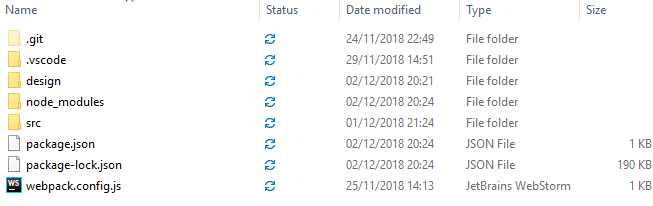 Name Status Date modified Type Size
.git 24/11/2018 22:49 File folder
.vscode 29/11/2018 14:51 File folder
design 02/12/2018 20:21 File folder
node_modules 02/12/2018 20:24 File folder
src 01/12/2018 21:24 File folder
package.json 02/12/2018 20:24 JSON File 1 KB
package-lock.json 02/12/2018 20:24 JSON File 190 KB
WS webpack.config.js 25/11/2018 14:13 JetBrains WebStorm 1 KB